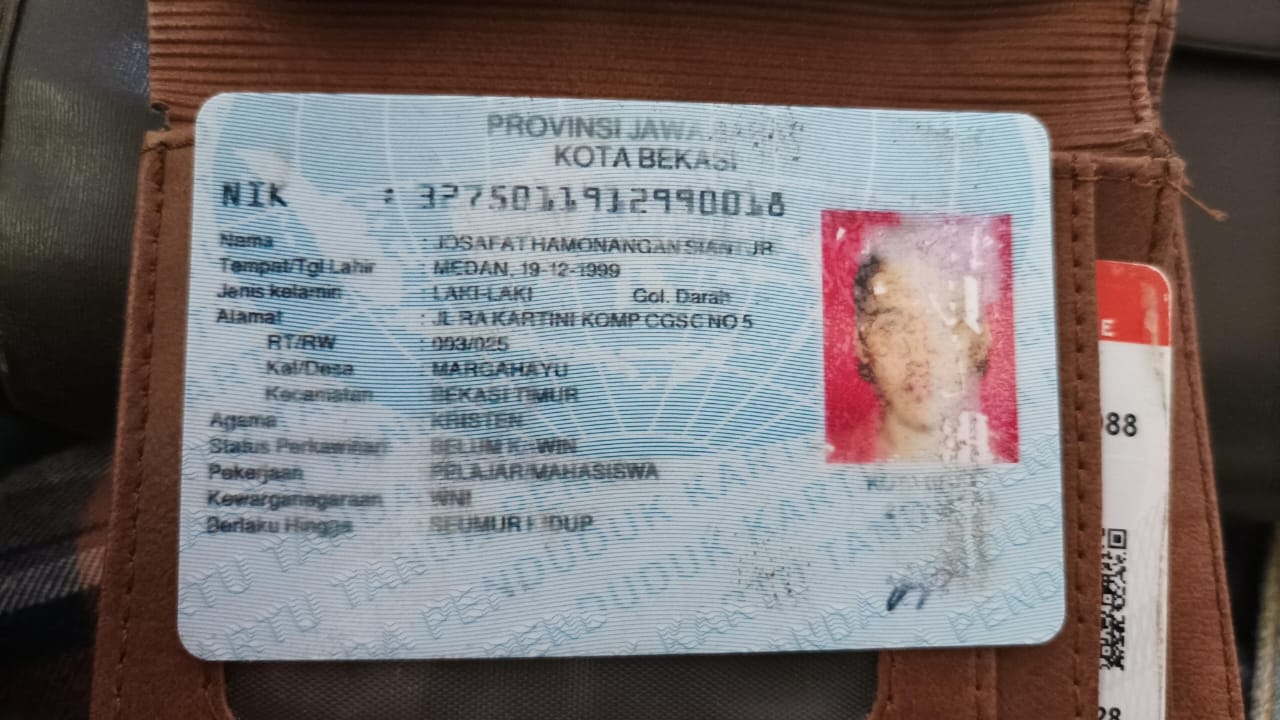 PROVINSI JAWA
KOTA BEKASI
NIK : 3275011912990018
Nama : JOSAFAT HAMONANGAN
Tempat/Tgl Lahir : MEDAN, 19-12-1999
Jenis kelamin : LAKI-LAKI Gol. Darah
Alamat : JL RA KARTINI KOMP CGSC NO 5
RT/RW : 003/025
Kel/Desa : MARGAHAYU
Kecamatan : BEKASI TIMUR
Agama : KRISTEN
Status Perkawinan : BELUM KAWIN
Pekerjaan : PELAJAR/MAHASISWA
Kewarganegaraan : WNI
Berlaku Hingga : SEUMUR HIDUP
E
088
28